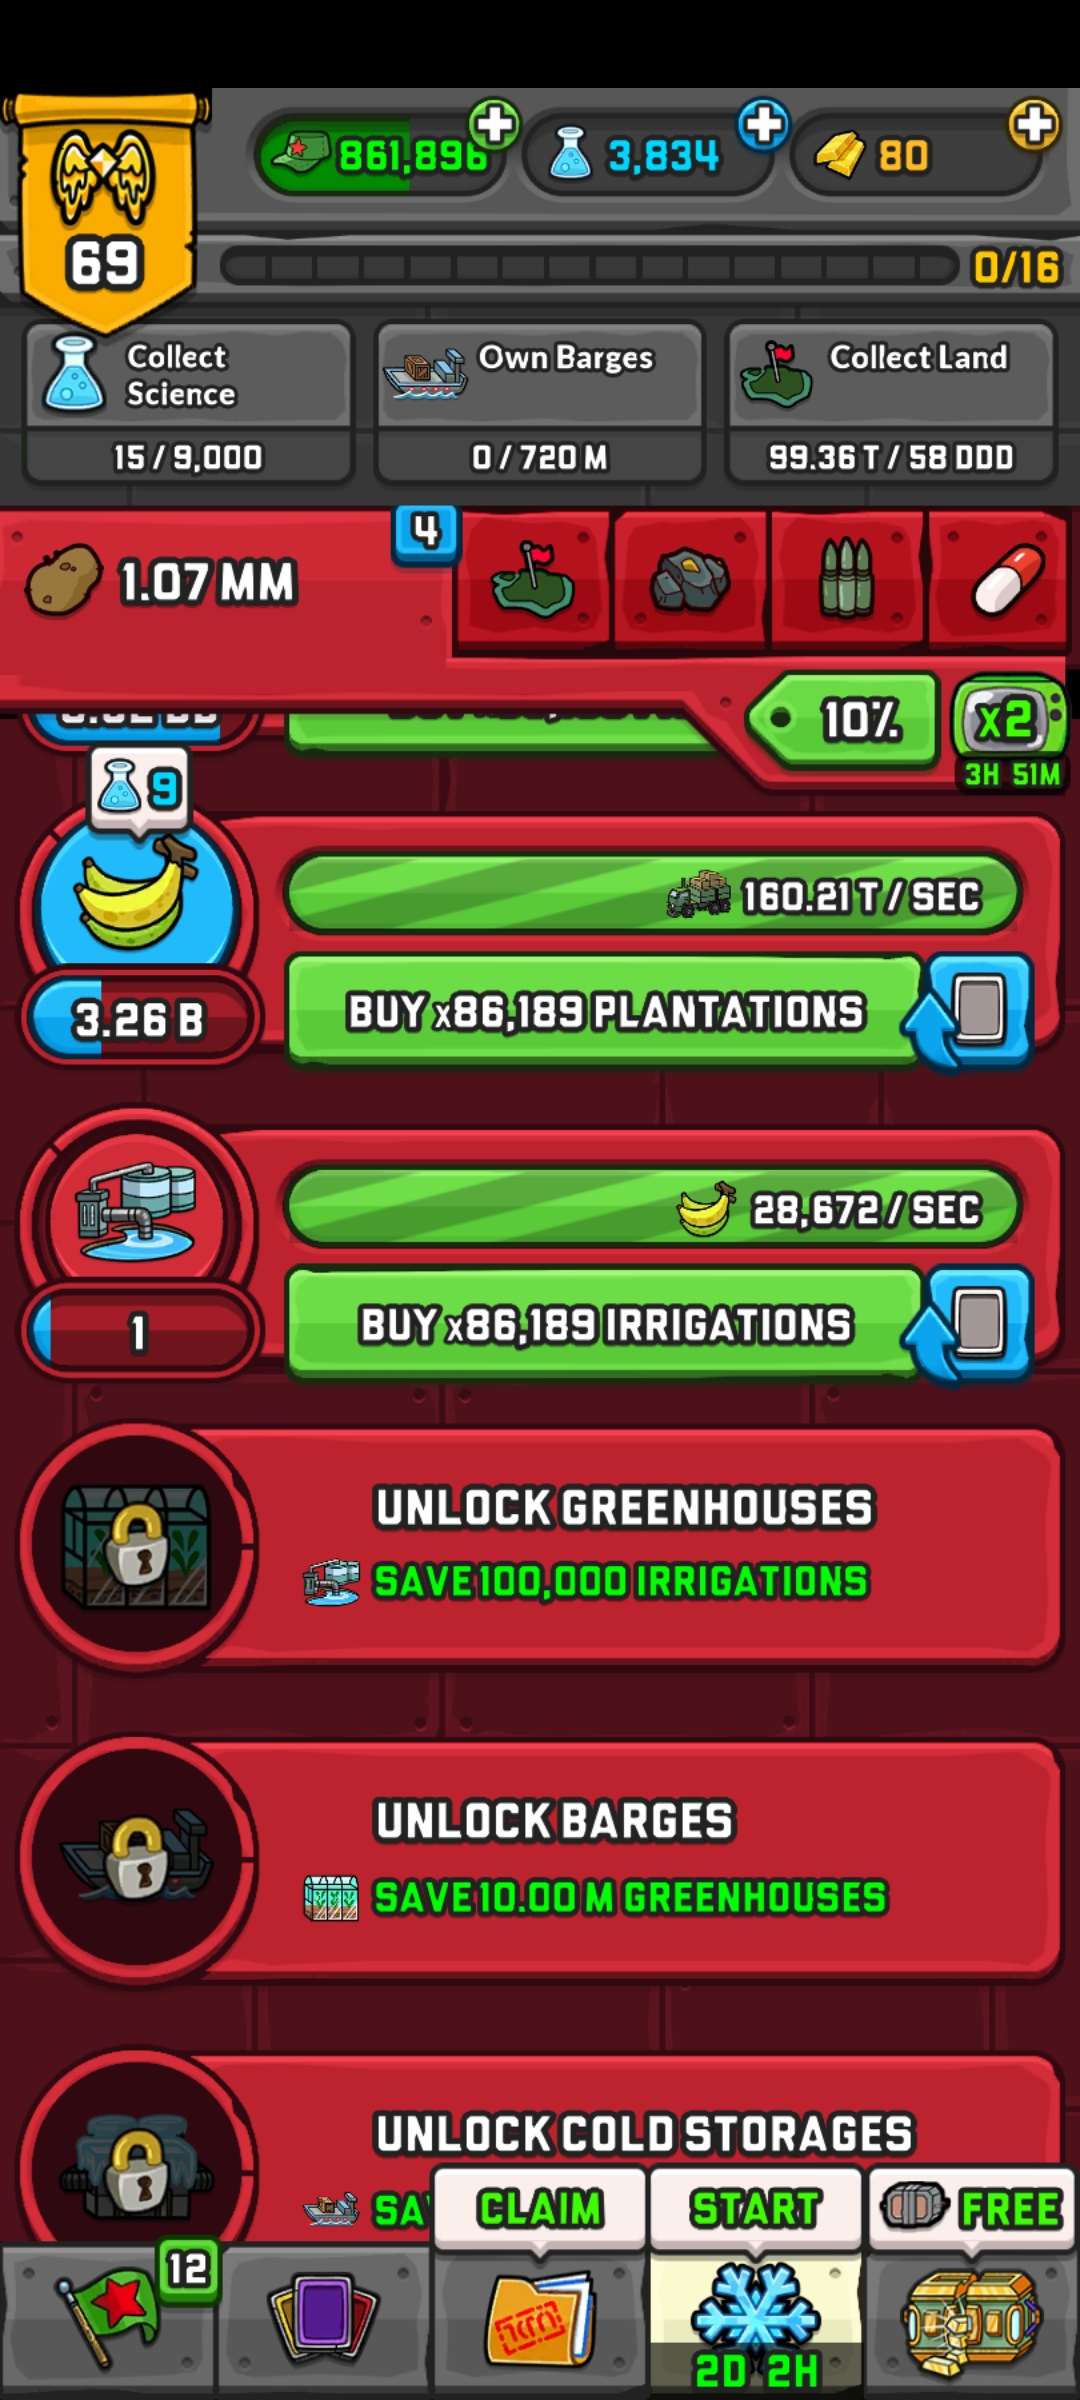 861,896
3,834
80
69
0/16
Collect
Science
15 / 9,000
Own Barges
0 / 720 M
Collect Land
99.36 T / 58 DDD
1.07 MM
4
10%
x2
3H 51M
9
160.21 T / SEC
3.26 B
BUY x86,189 PLANTATIONS
28,672 / SEC
1
BUY x86,189 IRRIGATIONS
UNLOCK GREENHOUSES
SAVE 100,000 IRRIGATIONS
UNLOCK BARGES
SAVE 10.00 M GREENHOUSES
UNLOCK COLD STORAGES
CLAIM
START
FREE
12
2D 2H